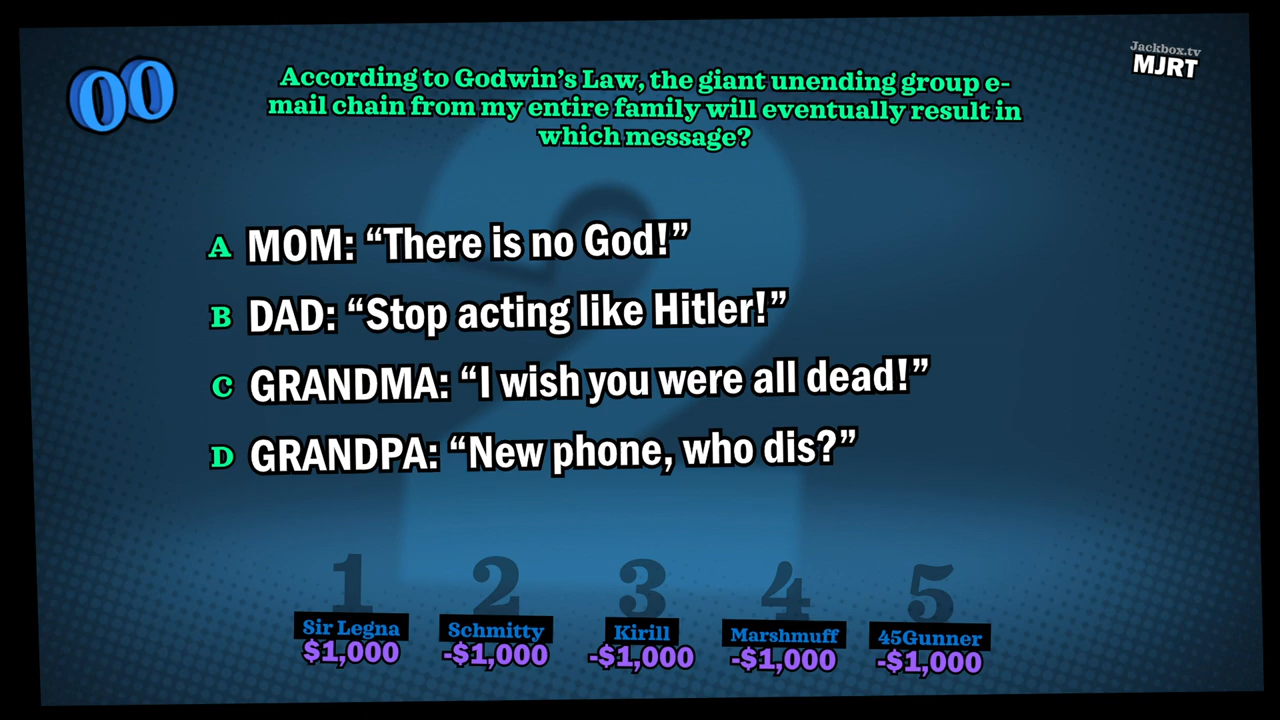 00
According to Godwin's Law, the giant unending group e-
mail chain from my entire family will eventually result in
which message?
Jackbox.tv
MJRT
A MOM: “There is no God!”
B DAD: “Stop acting like Hitler!”
C GRANDMA: “I wish you were all dead!”
D GRANDPA: “New phone, who dis?”
2
1 2 3 4 5
Sir Legna Schmitty Kirill Marshmuff 45Gunner
$1,000 -$1,000 -$1,000 -$1,000 -$1,000